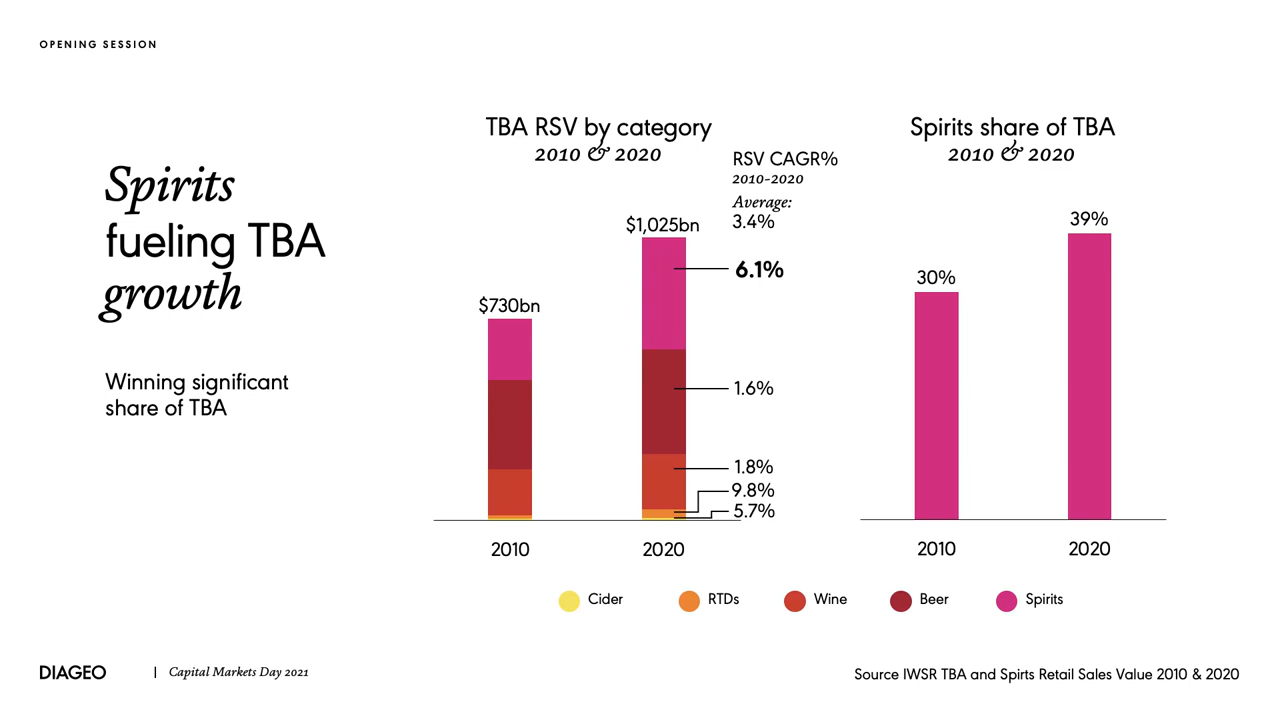 OPENING SESSION
Spirits
fueling TBA
growth
Winning significant
share of TBA
TBA RSV by category
2010 & 2020
RSV CAGR%
2010-2020
Average:
3.4%
$730bn
$1,025bn
6.1%
1.6%
1.8%
9.8%
5.7%
2010
2020
Spirits share of TBA
2010 & 2020
30%
39%
2010
2020
Cider
RTDs
Wine
Beer
Spirits
DIAGEO | Capital Markets Day 2021
Source IWSR TBA and Spirts Retail Sales Value 2010 & 2020